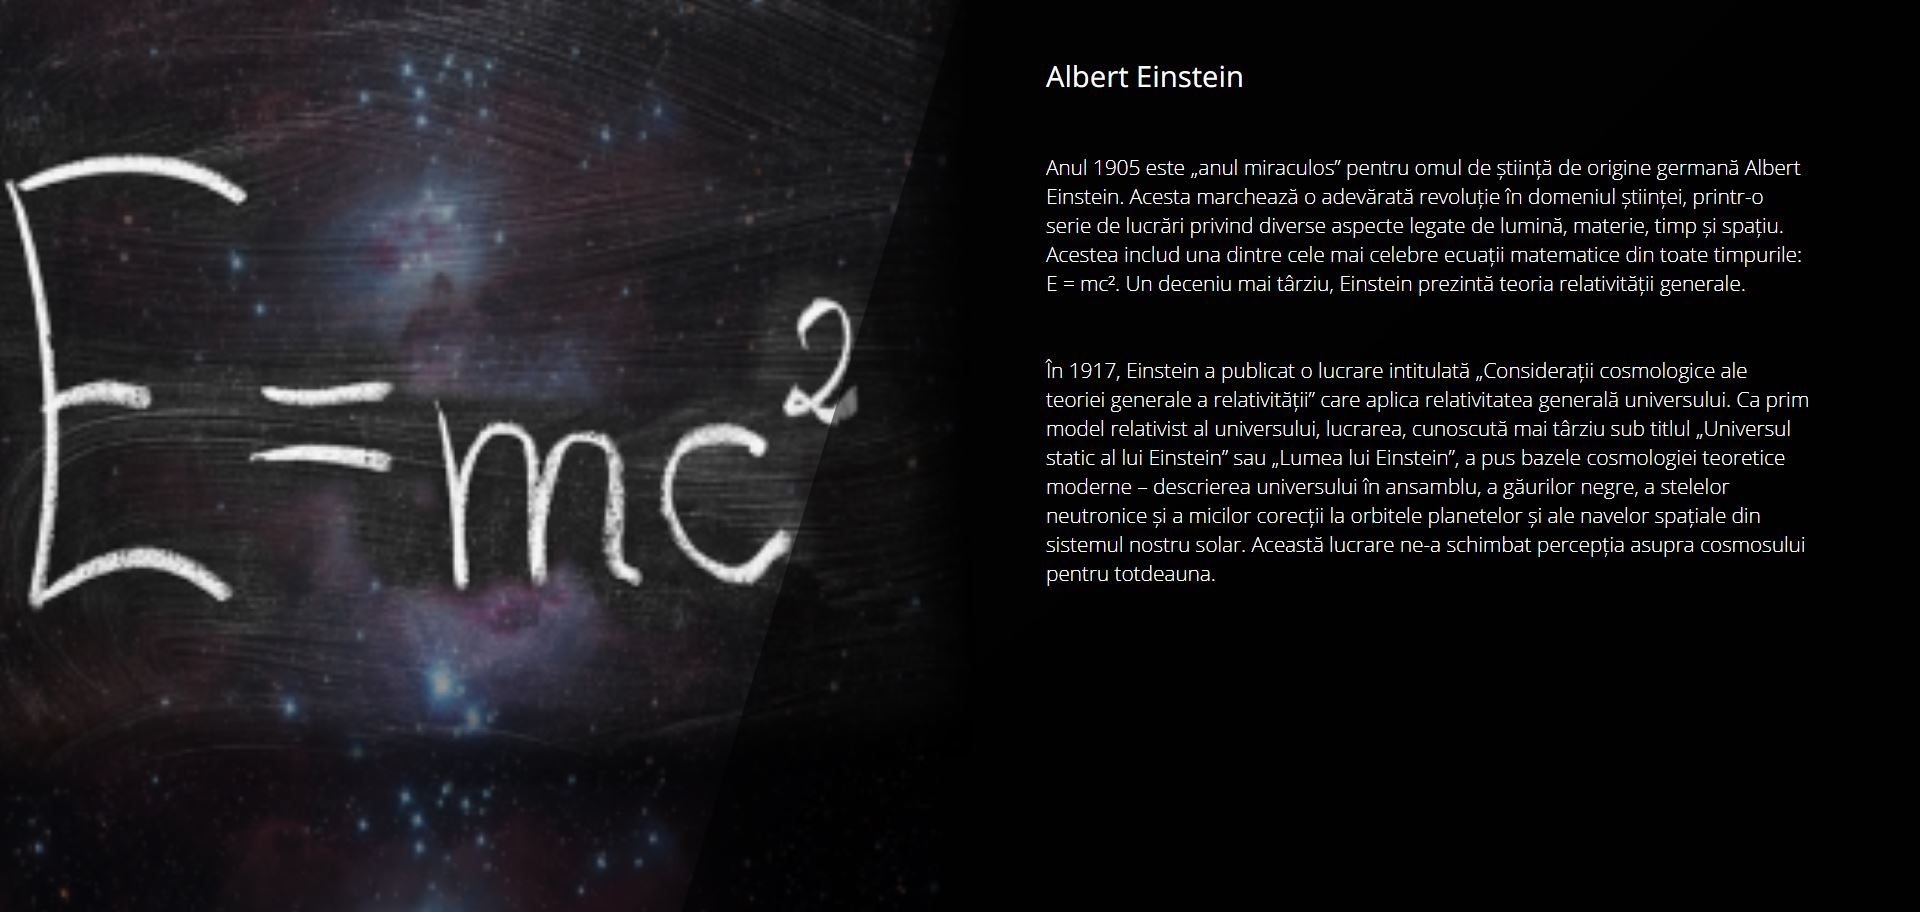 E=mc²
Albert Einstein
Anul 1905 este „anul miraculos” pentru omul de știință de origine germană Albert
Einstein. Acesta marchează o adevărată revoluție în domeniul științei, printr-o
serie de lucrări privind diverse aspecte legate de lumină, materie, timp și spațiu.
Acestea includ una dintre cele mai celebre ecuații matematice din toate timpurile:
E = mc². Un deceniu mai târziu, Einstein prezintă teoria relativității generale.
În 1917, Einstein a publicat o lucrare intitulată „Considerații cosmologice ale
teoriei generale a relativității” care aplica relativitatea generală universului. Ca prim
model relativist al universului, lucrarea, cunoscută mai târziu sub titlul „Universul
static al lui Einstein” sau „Lumea lui Einstein”, a pus bazele cosmologiei teoretice
moderne – descrierea universului în ansamblu, a găurilor negre, a stelelor
neutronice și a micilor corecții la orbitele planetelor și ale navelor spațiale din
sistemul nostru solar. Această lucrare ne-a schimbat percepția asupra cosmosului
pentru totdeauna.